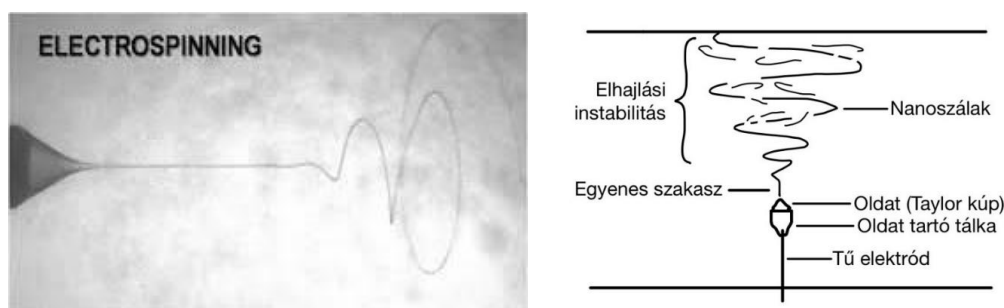 ELECTROSPINNING
Elhajlási
instabilitás
Nanoszálak
Egyenes szakasz
Oldat (Taylor kúp)
Oldat tartó tálka
Tű elektród